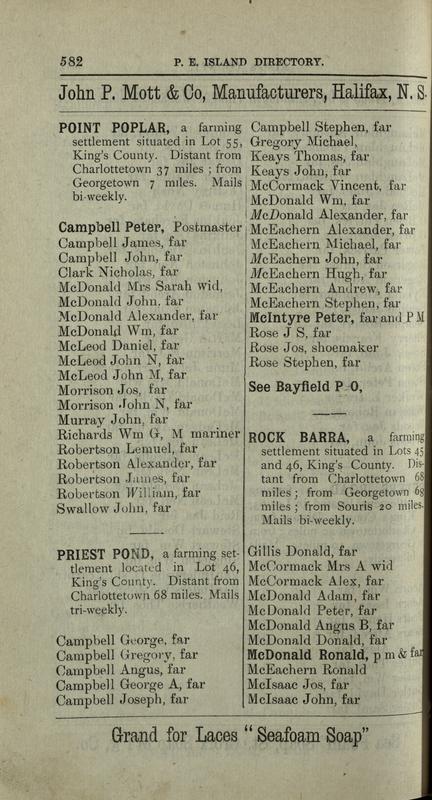 582 P. E. ISLAND DIRECTORY.
John P. Mott & Co, Manufacturers, Halifax, N. S.
POINT POPLAR, a farming
settlement situated in Lot 55,
King's County. Distant from
Charlottetown 37 miles ; from
Georgetown 7 miles. Mails
bi-weekly.
Campbell Peter, Postmaster
Campbell James, far
Campbell John, far
Clark Nicholas, far
McDonald Mrs Sarah wid,
McDonald John, far
McDonald Alexander, far
McDonald Wm, far
McLeod Daniel, far
McLeod John N, far
McLeod John M, far
Morrison Jos, far
Morrison John N, far
Murray John, far
Richards Wm G, M mariner
Robertson Lemuel, far
Robertson Alexander, far
Robertson James, far
Robertson William, far
Swallow John, far
PRIEST POND, a farming set-
tlement located in Lot 46,
King's County. Distant from
Charlottetown 68 miles. Mails
tri-weekly.
Campbell George, far
Campbell Gregory, far
Campbell Angus, far
Campbell George A, far
Campbell Joseph, far
Campbell Stephen, far
Gregory Michael,
Keays Thomas, far
Keays John, far
McCormack Vincent, far
McDonald Wm, far
McDonald Alexander, far
McEachern Alexander, far
McEachern Michael, far
McEachern John, far
McEachern Hugh, far
McEachern Andrew, far
McEachern Stephen, far
McIntyre Peter, far and P M
Rose J S, far
Rose Jos, shoemaker
Rose Stephen, far
See Bayfield P O,
ROCK BARRA, a farming
settlement situated in Lots 45
and 46, King's County. Dis-
tant from Charlottetown 68
miles ; from Georgetown 68
miles ; from Souris 20 miles.
Mails bi-weekly.
Gillis Donald, far
McCormack Mrs A wid
McCormack Alex, far
McDonald Adam, far
McDonald Peter, far
McDonald Angus B, far
McDonald Donald, far
McDonald Ronald, p m & far
McEachern Ronald
McIsaac Jos, far
McIsaac John, far
Grand for Laces "Seafoam Soap"